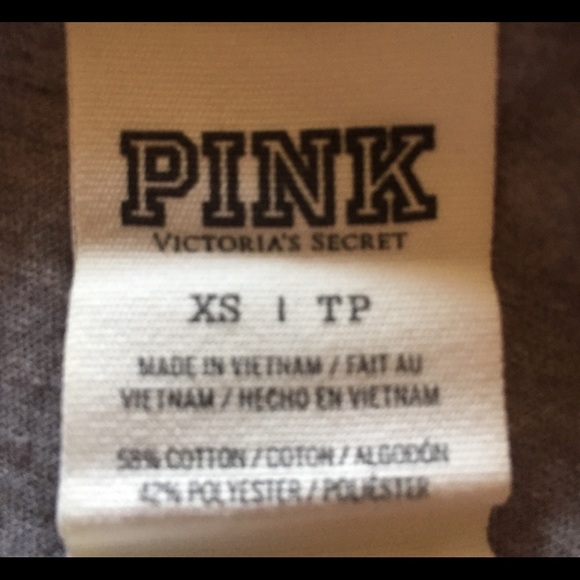 PINK
VICTORIA'S SECRET
XS | TP
MADE IN VIETNAM / FAIT AU
VIETNAM / HECHO EN VIETNAM
58% COTTON / COTON / ALGODÓN
42% POLYESTER / POLIÉSTER